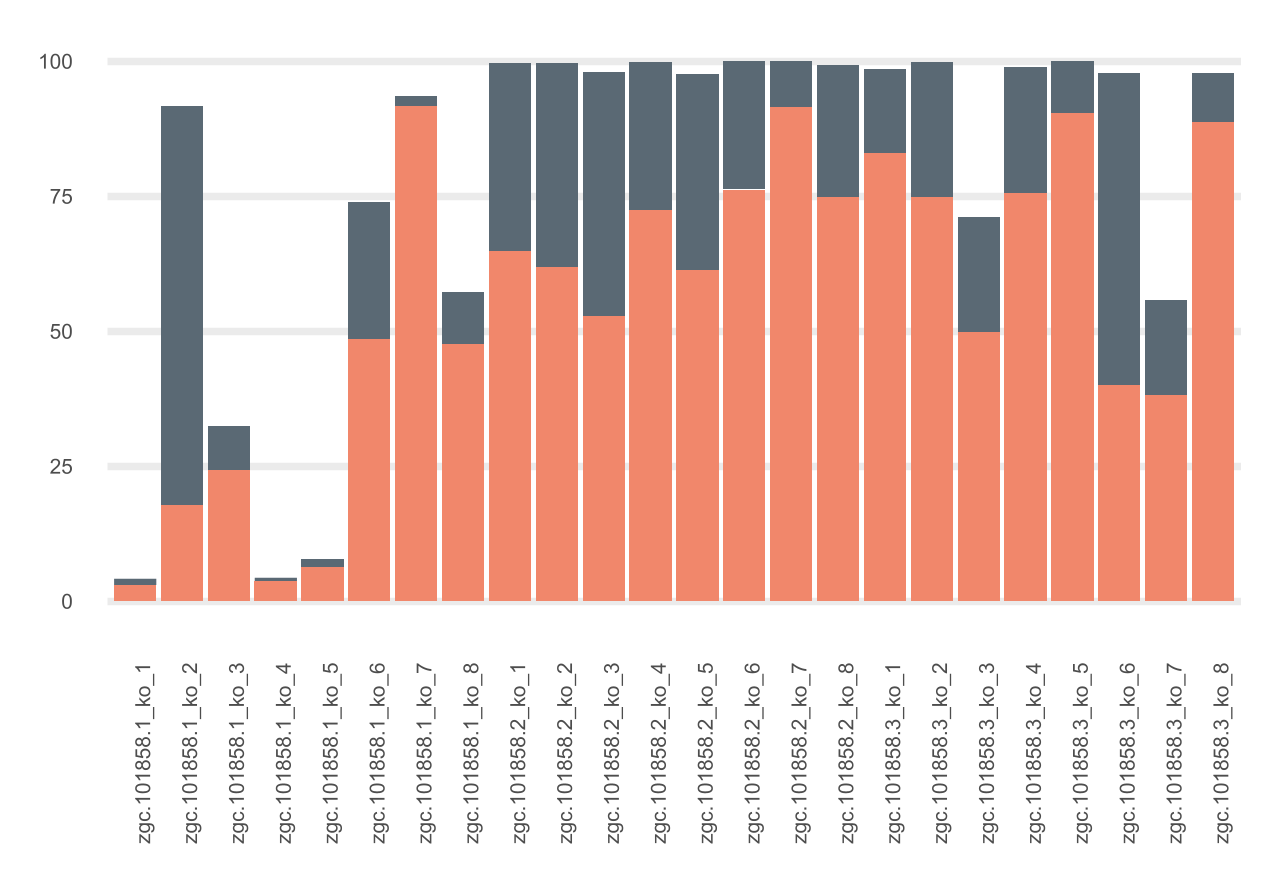 100
75
50
25
0
zgc.101858.1_ko_1
zgc.101858.1_ko_2
zgc.101858.1_ko_3
zgc.101858.1_ko_4
zgc.101858.1_ko_5
zgc.101858.1_ko_6
zgc.101858.1_ko_7
zgc.101858.1_ko_8
zgc.101858.2_ko_1
zgc.101858.2_ko_2
zgc.101858.2_ko_3
zgc.101858.2_ko_4
zgc.101858.2_ko_5
zgc.101858.2_ko_6
zgc.101858.2_ko_7
zgc.101858.2_ko_8
zgc.101858.3_ko_1
zgc.101858.3_ko_2
zgc.101858.3_ko_3
zgc.101858.3_ko_4
zgc.101858.3_ko_5
zgc.101858.3_ko_6
zgc.101858.3_ko_7
zgc.101858.3_ko_8